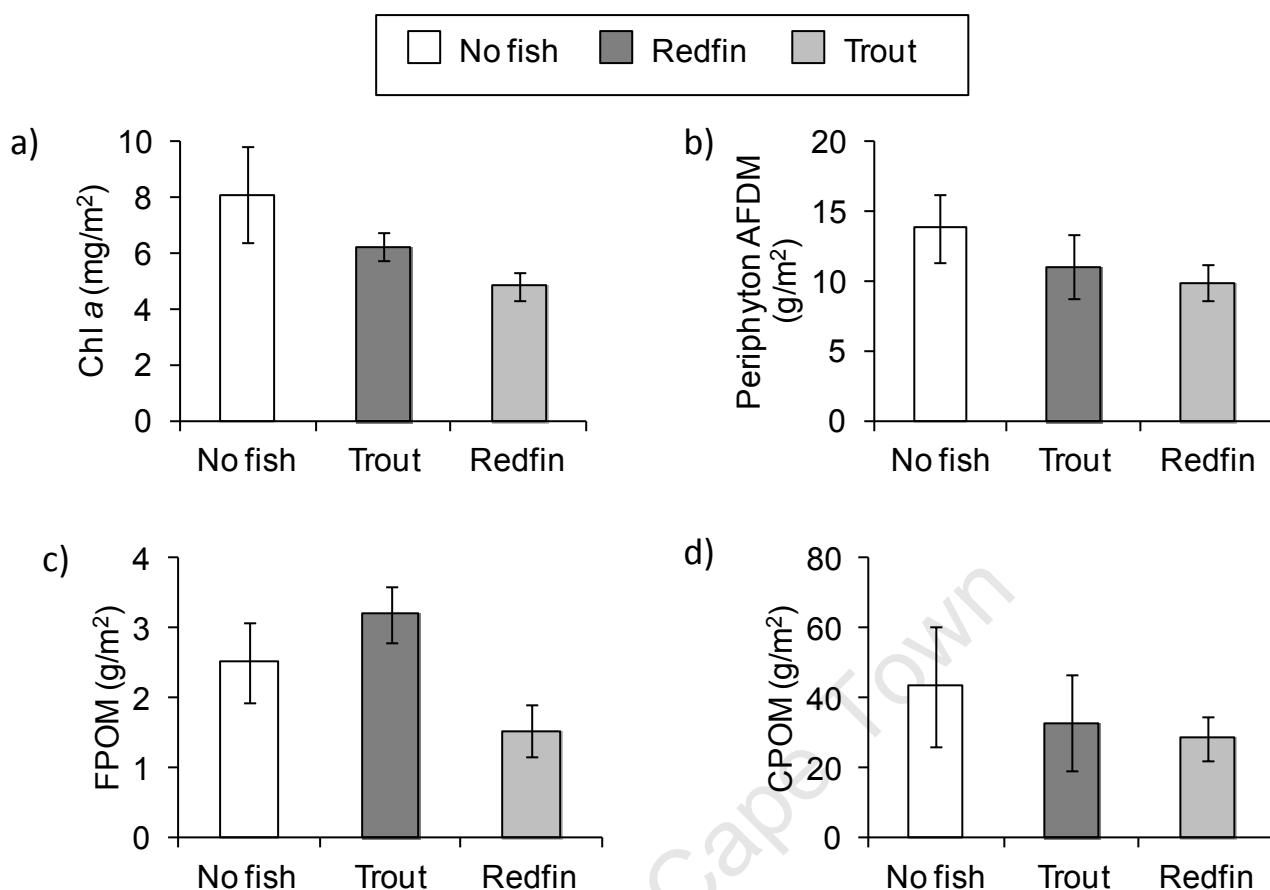 No fish Redfin Trout
a)
Chl a (mg/m²)
10
8
6
4
2
0
No fish Trout Redfin
b)
Periphyton AFDM
(g/m²)
20
15
10
5
0
No fish Trout Redfin
c)
FPOM (g/m²)
4
3
2
1
0
No fish Trout Redfin
d)
CPOM (g/m²)
80
60
40
20
0
No fish Trout Redfin
Cape Town